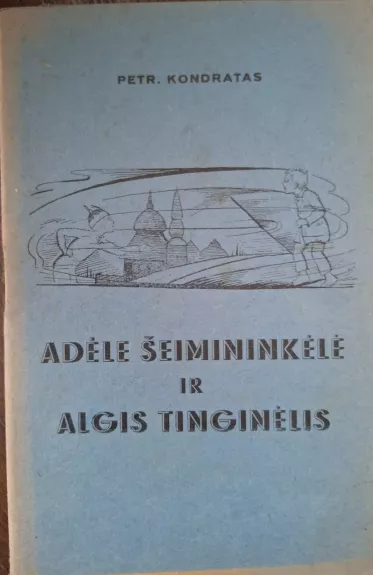 PETR. KONDRATAS
ADĖLE ŠEIMININKĖLĖ
IR
ALGIS TINGINĖLIS